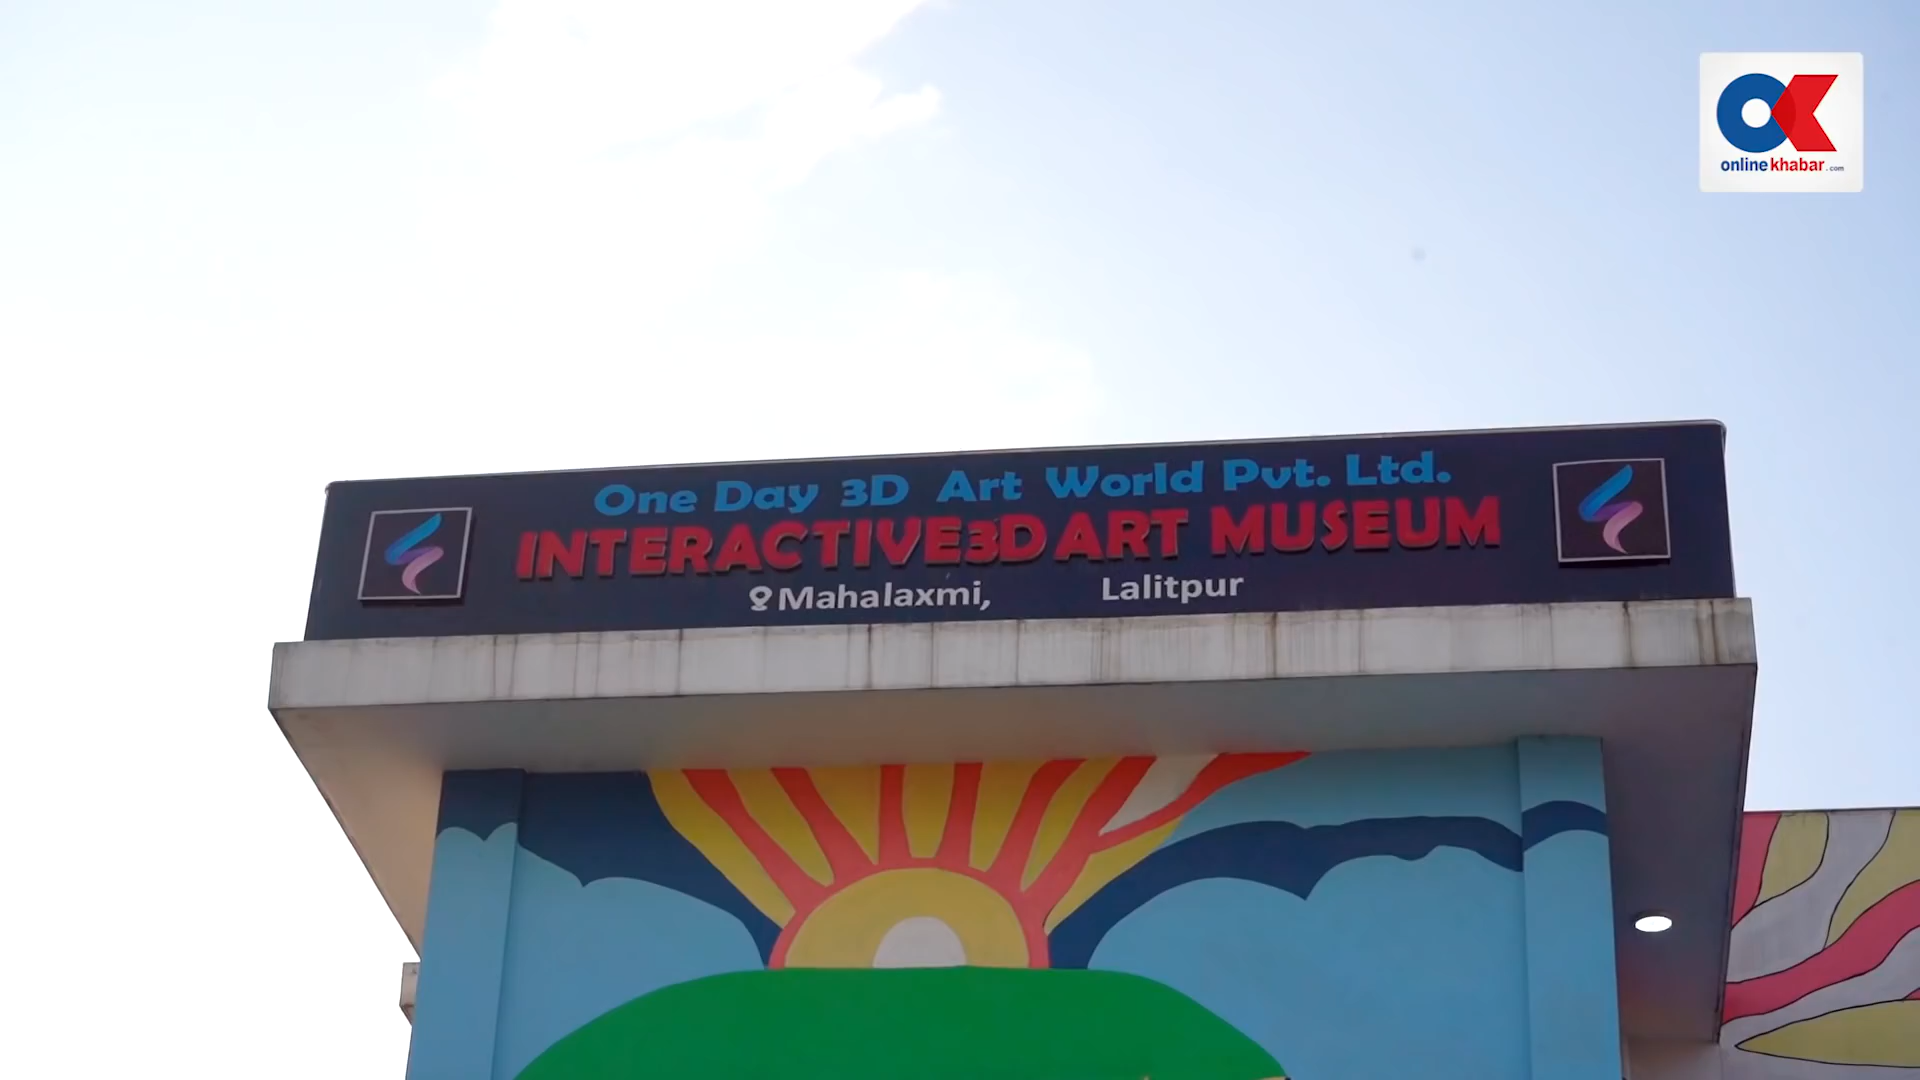 onlinekhabar.com
One Day 3D Art World Pvt. Ltd.
INTERACTIVE3D ART MUSEUM
Mahalaxmi, Lalitpur